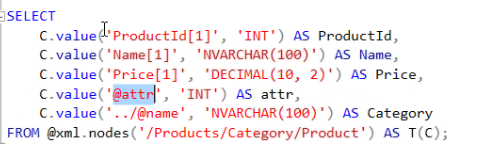 SELECT
C.value('ProductId[1]', 'INT') AS ProductId,
C.value('Name[1]', 'NVARCHAR(100)') AS Name,
C.value('Price[1]', 'DECIMAL(10, 2)') AS Price,
C.value('@attr', 'INT') AS attr,
C.value('../@name', 'NVARCHAR(100)') AS Category
FROM @xml.nodes('/Products/Category/Product') AS T(C);